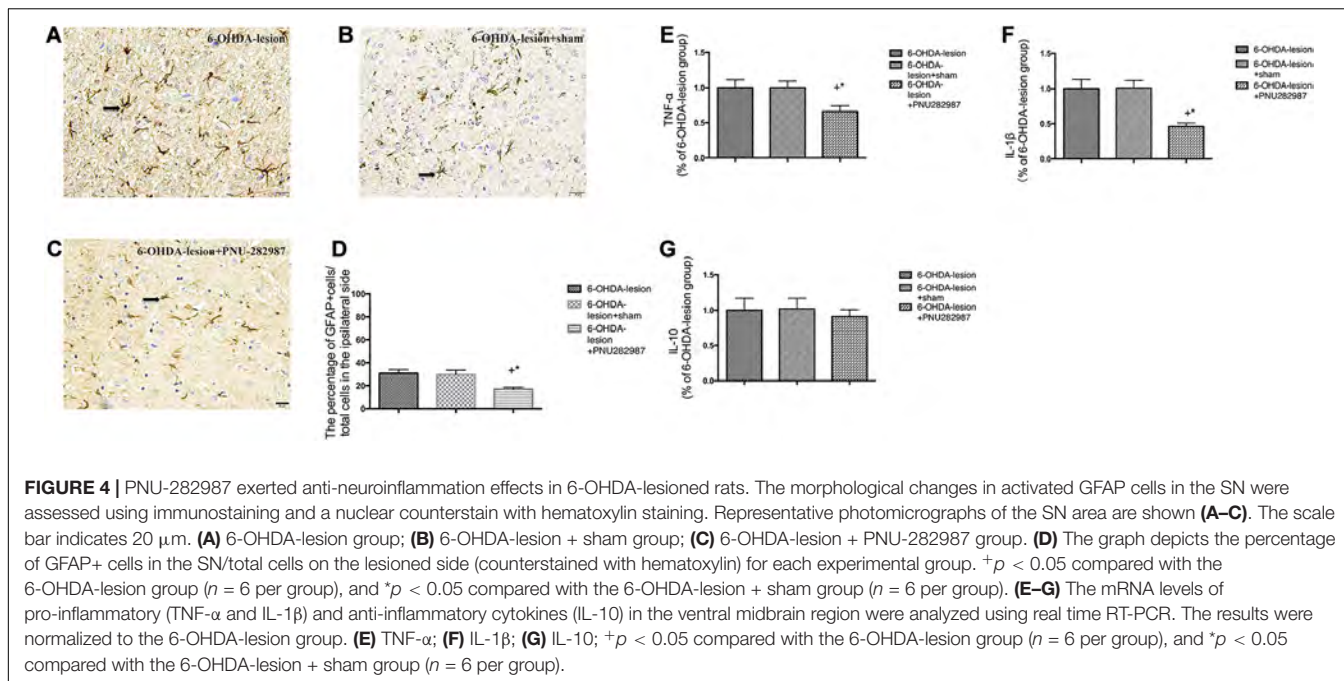 A
6-OHDA-lesion
B
6-OHDA-lesion+sham
C
6-OHDA-lesion+PNU-282987
D
The percentage of GFAP+cells/
total cells in the ipsilateral side
100
80
60
40
20
0
+*
6-OHDA-lesion
6-OHDA-
lesion+sham
6-OHDA-
lesion
+PNU282987
E
TNF-α
(% of 6-OHDA-lesion group)
1.5
1.0
0.5
0.0
+*
6-OHDA-lesion
6-OHDA-
lesion+sham
6-OHDA-
lesion
+PNU282987
F
IL-1β
(% of 6-OHDA-lesion group)
1.5
1.0
0.5
0.0
+*
6-OHDA-lesion
6-OHDA-lesion
+sham
6-OHDA-lesion
+PNU282987
G
IL-10
(% of 6-OHDA-lesion group)
1.5
1.0
0.5
0.0
6-OHDA-lesion
6-OHDA-lesion
+sham
6-OHDA-lesion
+PNU282987
FIGURE 4 | PNU-282987 exerted anti-neuroinflammation effects in 6-OHDA-lesioned rats. The morphological changes in activated GFAP cells in the SN were
assessed using immunostaining and a nuclear counterstain with hematoxylin staining. Representative photomicrographs of the SN area are shown (A–C). The scale
bar indicates 20 μm. (A) 6-OHDA-lesion group; (B) 6-OHDA-lesion + sham group; (C) 6-OHDA-lesion + PNU-282987 group. (D) The graph depicts the percentage
of GFAP+ cells in the SN/total cells on the lesioned side (counterstained with hematoxylin) for each experimental group. +p < 0.05 compared with the
6-OHDA-lesion group (n = 6 per group), and *p < 0.05 compared with the 6-OHDA-lesion + sham group (n = 6 per group). (E–G) The mRNA levels of
pro-inflammatory (TNF-α and IL-1β) and anti-inflammatory cytokines (IL-10) in the ventral midbrain region were analyzed using real time RT-PCR. The results were
normalized to the 6-OHDA-lesion group. (E) TNF-α; (F) IL-1β; (G) IL-10; +p < 0.05 compared with the 6-OHDA-lesion group (n = 6 per group), and *p < 0.05
compared with the 6-OHDA-lesion + sham group (n = 6 per group).